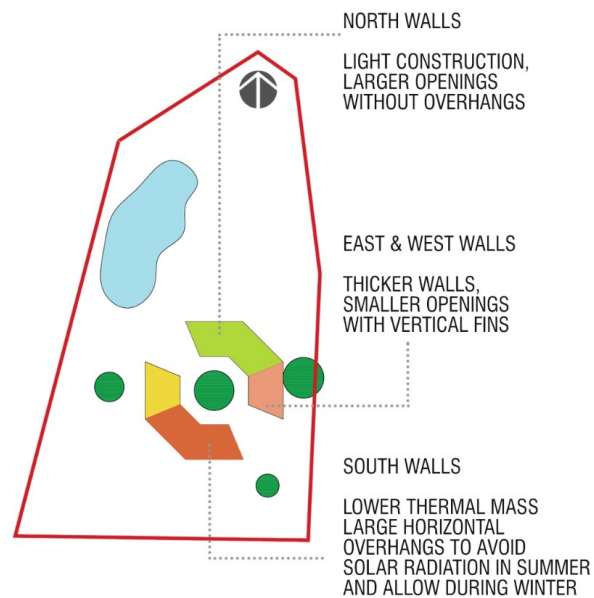 NORTH WALLS
LIGHT CONSTRUCTION,
LARGER OPENINGS
WITHOUT OVERHANGS
EAST & WEST WALLS
THICKER WALLS,
SMALLER OPENINGS
WITH VERTICAL FINS
SOUTH WALLS
LOWER THERMAL MASS
LARGE HORIZONTAL
OVERHANGS TO AVOID
SOLAR RADIATION IN SUMMER
AND ALLOW DURING WINTER